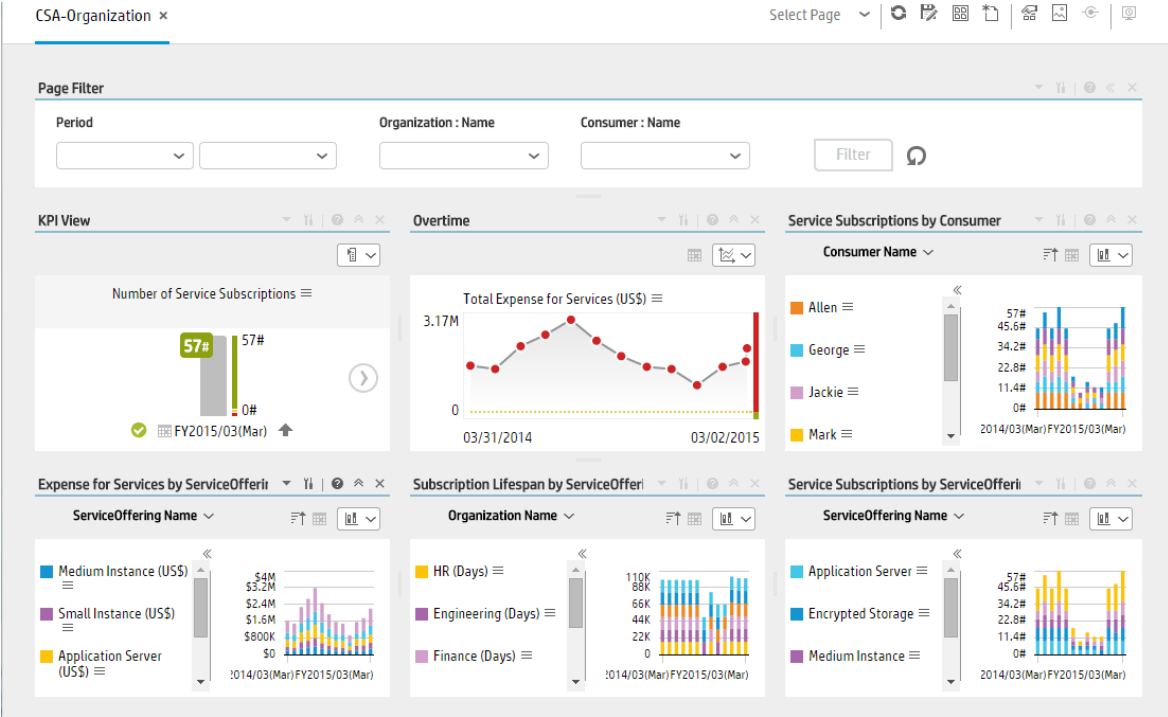 CSA-Organization ×
Select Page
Page Filter
Period
Organization : Name
Consumer : Name
Filter
KPI View
Number of Service Subscriptions
57#
57#
0#
FY2015/03(Mar)
Overtime
Total Expense for Services (US$)
3.17M
0
03/31/2014
03/02/2015
Service Subscriptions by Consumer
Consumer Name
Allen
George
Jackie
Mark
57#
45.6#
34.2#
22.8#
11.4#
0#
2014/03(Mar)FY2015/03(Mar)
Expense for Services by ServiceOfferin
ServiceOffering Name
Medium Instance (US$)
Small Instance (US$)
Application Server
(US$)
$4M
$3.2M
$2.4M
$1.6M
$800K
$0
2014/03(Mar)FY2015/03(Mar)
Subscription Lifespan by ServiceOffer
Organization Name
HR (Days)
Engineering (Days)
Finance (Days)
110K
88K
66K
44K
22K
0
2014/03(Mar)FY2015/03(Mar)
Service Subscriptions by ServiceOfferi
ServiceOffering Name
Application Server
Encrypted Storage
Medium Instance
57#
45.6#
34.2#
22.8#
11.4#
0#
2014/03(Mar)FY2015/03(Mar)